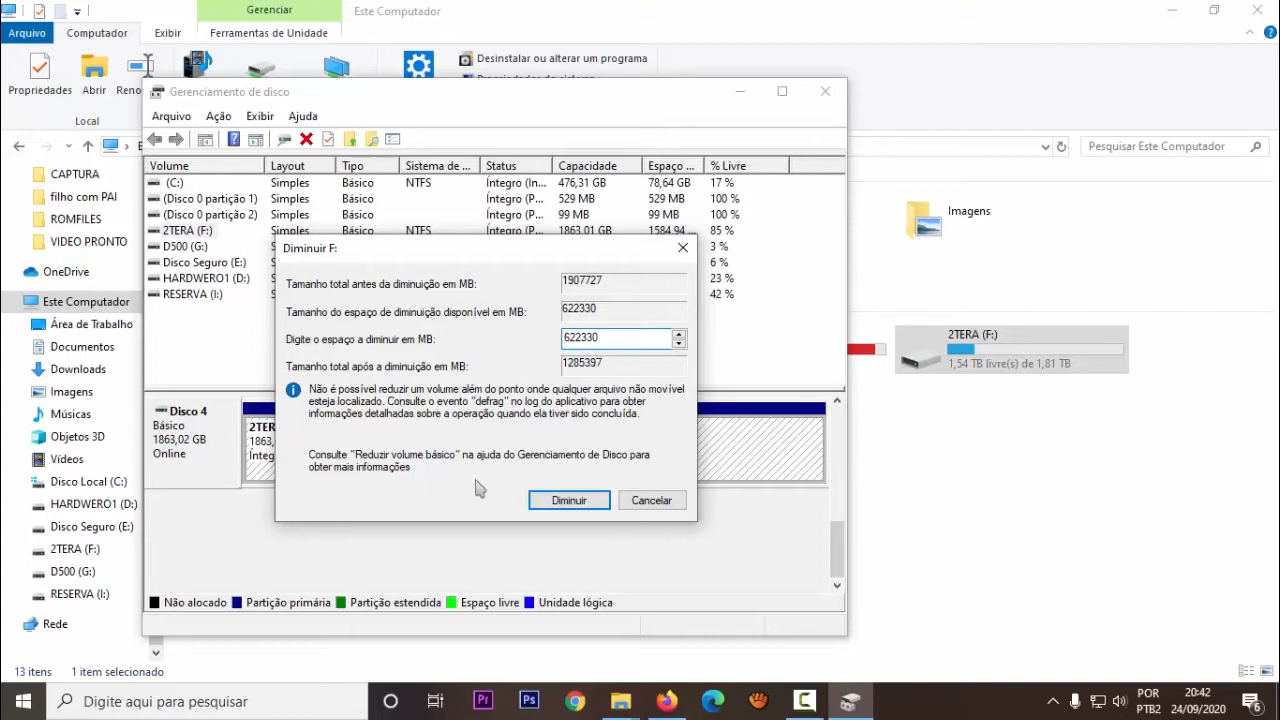 Gerenciar
Este Computador
Arquivo
Computador
Exibir
Ferramentas de Unidade
Propriedades
Abrir
Reno
Desinstalar ou alterar um programa
Local
Pesquisar Este Computador
CAPTURA
filho com PAI
ROMFILES
VIDEO PRONTO
OneDrive
Este Computador
Área de Trabalho
Documentos
Downloads
Imagens
Músicas
Objetos 3D
Vídeos
Disco Local (C:)
HARDWERO1 (D:)
Disco Seguro (E:)
2TERA (F:)
D500 (G:)
RESERVA (I:)
Rede
13 itens
1 item selecionado
Gerenciamento de disco
Arquivo Ação Exibir Ajuda
Volume Layout Tipo Sistema de ... Status Capacidade Espaço ... % Livre
(C:) Simples Básico NTFS Íntegro (In... 476,31 GB 78,64 GB 17 %
(Disco 0 partição 1) Simples Básico Íntegro (P... 529 MB 529 MB 100 %
(Disco 0 partição 2) Simples Básico Íntegro (P... 99 MB 99 MB 100 %
2TERA (F:) Simples Básico NTFS Íntegro (P... 1863,01 GB 1584,94 ... 85 %
D500 (G:) 3 %
Disco Seguro (E:) 6 %
HARDWERO1 (D:) 23 %
RESERVA (I:) 42 %
Diminuir F:
Tamanho total antes da diminuição em MB: 1907727
Tamanho do espaço de diminuição disponível em MB: 622330
Digite o espaço a diminuir em MB: 622330
Tamanho total após a diminuição em MB: 1285397
Não é possível reduzir um volume além do ponto onde qualquer arquivo não movível
esteja localizado. Consulte o evento "defrag" no log do aplicativo para obter
informações detalhadas sobre a operação quando ela tiver sido concluída.
Consulte "Reduzir volume básico" na ajuda do Gerenciamento de Disco para
obter mais informações
Diminuir
Cancelar
Disco 4
Básico
1863,02 GB
Online
2TER
1863,
Ínteg
Não alocado Partição primária Partição estendida Espaço livre Unidade lógica
Imagens
2TERA (F:)
1,54 TB livre(s) de 1,81 TB
Digite aqui para pesquisar
Pr
Ps
POR
PTB2
20:42
24/09/2020
6